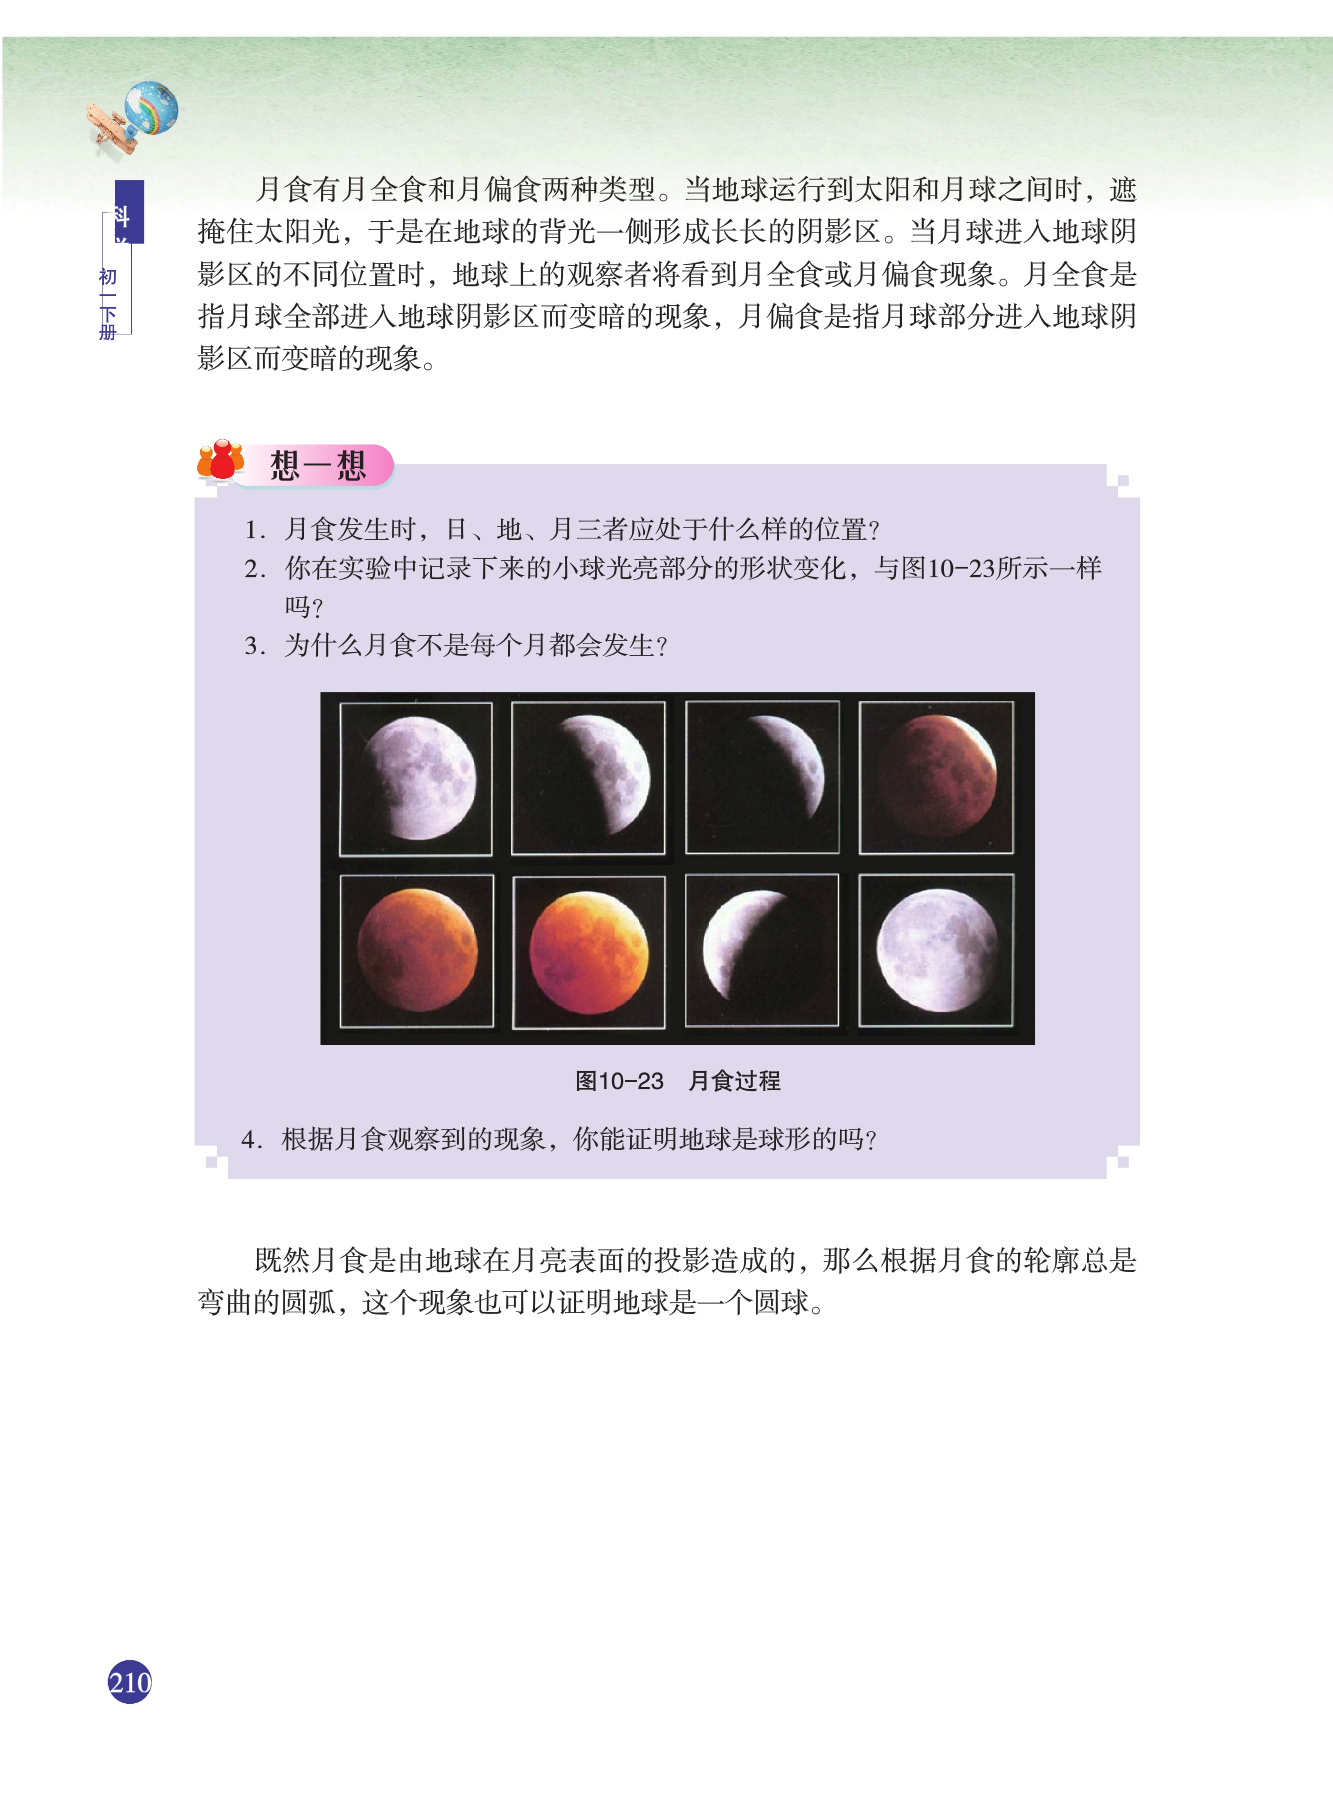 科
初一下册
月食有月全食和月偏食两种类型。当地球运行到太阳和月球之间时，遮
掩住太阳光，于是在地球的背光一侧形成长长的阴影区。当月球进入地球阴
影区的不同位置时，地球上的观察者将看到月全食或月偏食现象。月全食是
指月球全部进入地球阴影区而变暗的现象，月偏食是指月球部分进入地球阴
影区而变暗的现象。
想一想
1. 月食发生时，日、地、月三者应处于什么样的位置？
2. 你在实验中记录下来的小球光亮部分的形状变化，与图10-23所示一样
吗？
3. 为什么月食不是每个月都会发生？
图10-23 月食过程
4. 根据月食观察到的现象，你能证明地球是球形的吗？
既然月食是由地球在月亮表面的投影造成的，那么根据月食的轮廓总是
弯曲的圆弧，这个现象也可以证明地球是一个圆球。
210